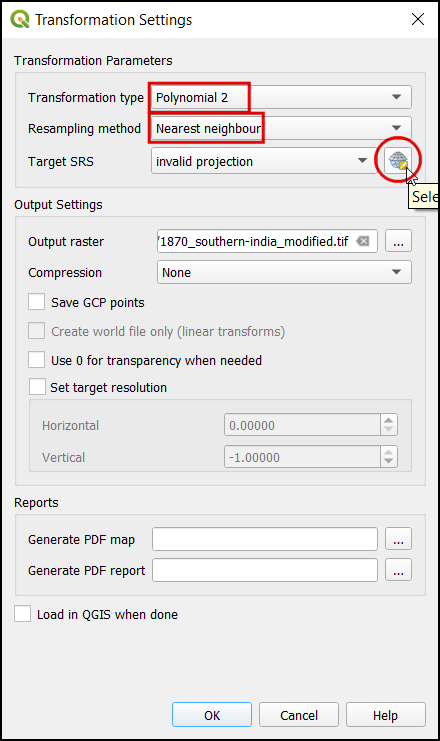 Transformation Settings
Transformation Parameters
Transformation type Polynomial 2
Resampling method Nearest neighbour
Target SRS invalid projection
Sele
Output Settings
Output raster /1870_southern-india_modified.tif ...
Compression None
Save GCP points
Create world file only (linear transforms)
Use 0 for transparency when needed
Set target resolution
Horizontal 0.00000
Vertical -1.00000
Reports
Generate PDF map ...
Generate PDF report ...
Load in QGIS when done
OK Cancel Help